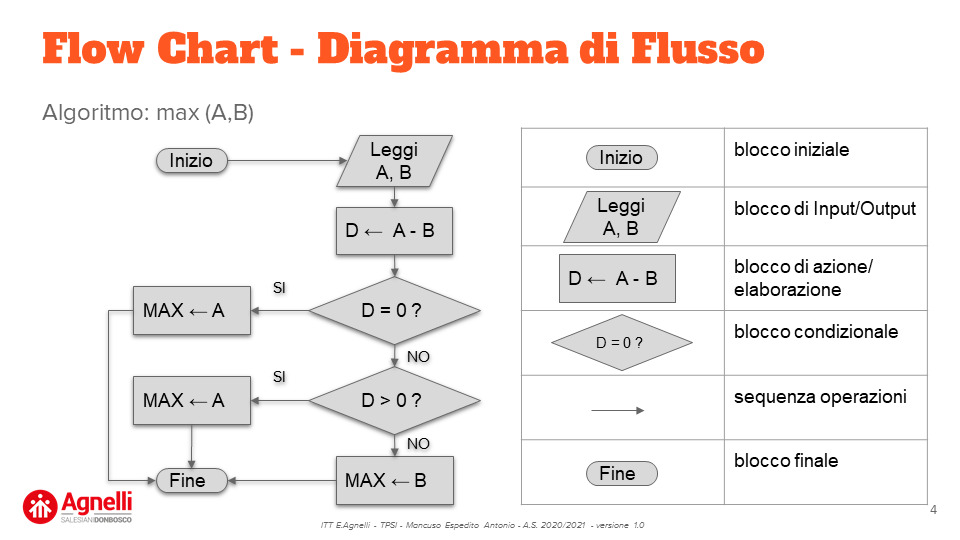 Flow Chart - Diagramma di Flusso
Algoritmo: max (A,B)
Inizio
Leggi
A, B
D ← A - B
D = 0 ?
SI
MAX ← A
NO
D > 0 ?
SI
MAX ← A
NO
MAX ← B
Fine
Inizio
blocco iniziale
Leggi
A, B
blocco di Input/Output
D ← A - B
blocco di azione/
elaborazione
D = 0 ?
blocco condizionale
sequenza operazioni
Fine
blocco finale
Agnelli
SALESIANI DONBOSCO
ITT E.Agnelli - TPSI - Mancuso Espedito Antonio - A.S. 2020/2021 - versione 1.0
4